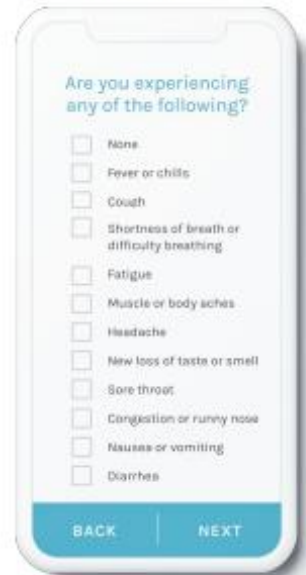 Are you experiencing
any of the following?
None
Fever or chills
Cough
Shortness of breath or
difficulty breathing
Fatigue
Muscle or body aches
Headache
New loss of taste or smell
Sore throat
Congestion or runny nose
Nausea or vomiting
Diarrhea
BACK NEXT